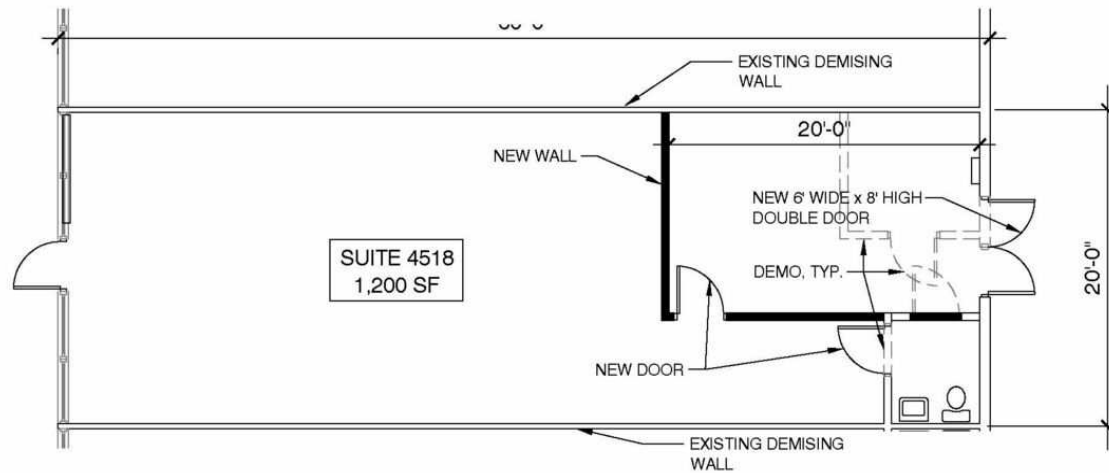 EXISTING DEMISING
WALL
20'-0"
NEW WALL
NEW 6' WIDE x 8' HIGH
DOUBLE DOOR
SUITE 4518
1,200 SF
DEMO, TYP.
20'-0"
NEW DOOR
EXISTING DEMISING
WALL